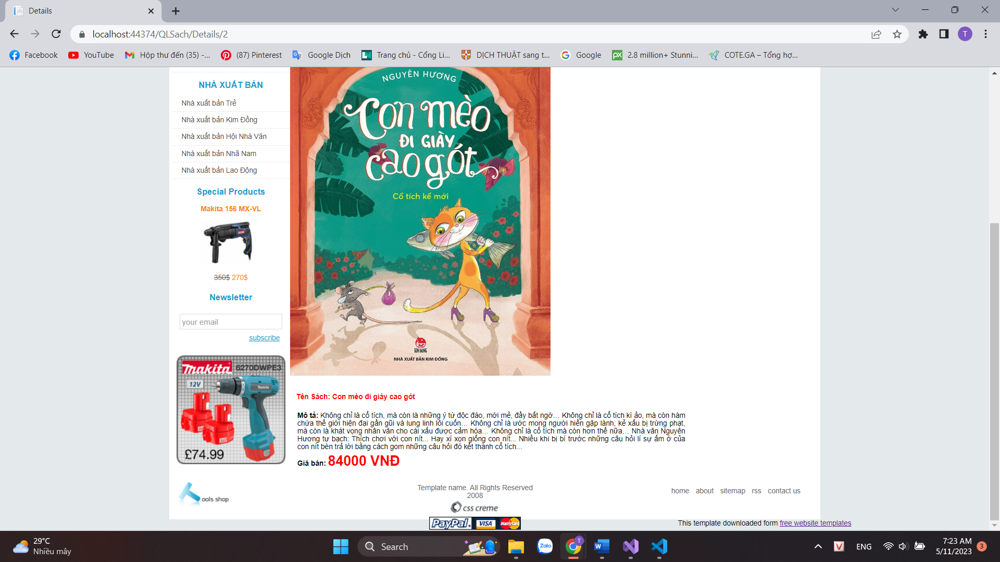 Details
localhost:44374/QLSach/Details/2
T
Facebook
YouTube
Hộp thư đến (35) -...
(87) Pinterest
Google Dịch
Trang chủ - Cổng Li...
DỊCH THUẬT sang t...
Google
2.8 million+ Stunni...
COTE.GA – Tổng hợ...
NHÀ XUẤT BẢN
Nhà xuất bản Trẻ
Nhà xuất bản Kim Đồng
Nhà xuất bản Hội Nhà Văn
Nhà xuất bản Nhã Nam
Nhà xuất bản Lao Động
Special Products
Makita 156 MX-VL
350$ 270$
Newsletter
your email
subscribe
makita
6270DWPE3
12V
Makita
£74.99
NGUYÊN HƯƠNG
Con mèo
ĐI GIÀY
cao gót
Cổ tích kể mới
KIM ĐỒNG
NHÀ XUẤT BẢN KIM ĐỒNG
Tên Sách: Con mèo đi giày cao gót
Mô tả: Không chỉ là cổ tích, mà còn là những ý tứ độc đáo, mới mẻ, đầy bất ngờ… Không chỉ là cổ tích kì ảo, mà còn hàm
chứa thế giới hiện đại gần gũi và lung linh lôi cuốn… Không chỉ là ước mong người hiền gặp lành, kẻ xấu bị trừng phạt,
mà còn là khát vọng nhân văn cho cái xấu được cảm hóa… Không chỉ là cổ tích mà còn hơn thế nữa… Nhà văn Nguyên
Hương tự bạch: Thích chơi với con nít... Hay xí xọn giống con nít... Nhiều khi bị bí trước những câu hỏi lí sự ấm ớ của
con nít bèn trả lời bằng cách gom những câu hỏi đó kết thành cổ tích...
Giá bán: 84000 VNĐ
ools shop
Template name. All Rights Reserved
2008
css creme
PayPal VISA MasterCard
home about sitemap rss contact us
This template downloaded form free website templates
29°C
Nhiều mây
Search
Zalo
T
W
V
ENG
7:23 AM
5/11/2023
3